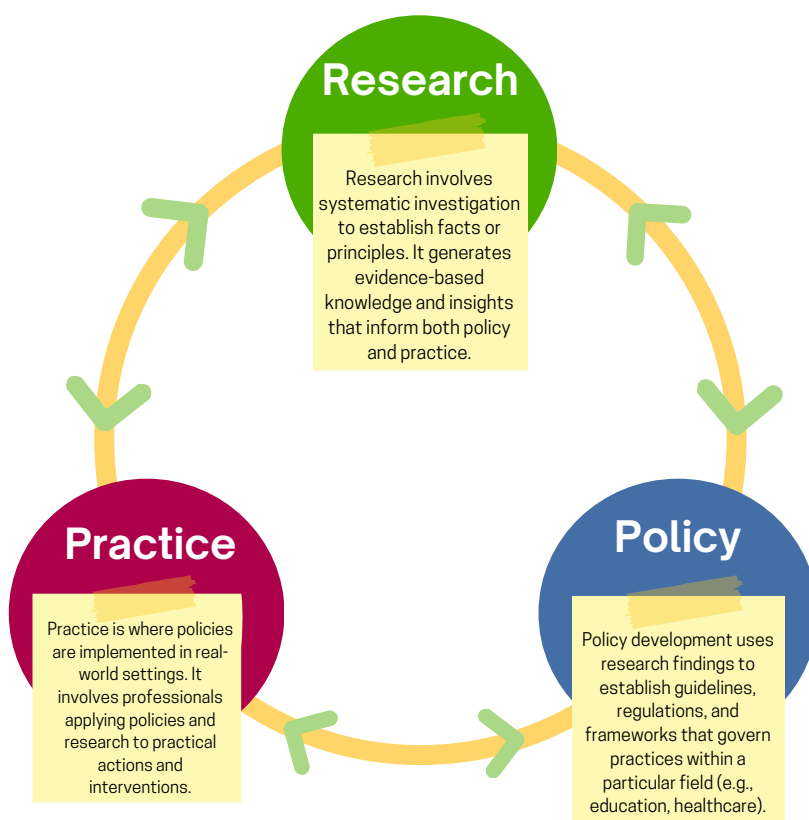 Research
Research involves
systematic investigation
to establish facts or
principles. It generates
evidence-based
knowledge and insights
that inform both policy
and practice.
Practice
Practice is where policies
are implemented in real-
world settings. It
involves professionals
applying policies and
research to practical
actions and
interventions.
Policy
Policy development uses
research findings to
establish guidelines,
regulations, and
frameworks that govern
practices within a
particular field (e.g.,
education, healthcare).